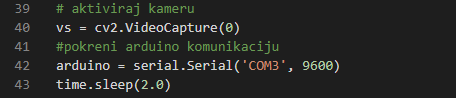 39 # aktiviraj kameru
40 vs = cv2.VideoCapture(0)
41 #pokreni arduino komunikaciju
42 arduino = serial.Serial('COM3', 9600)
43 time.sleep(2.0)